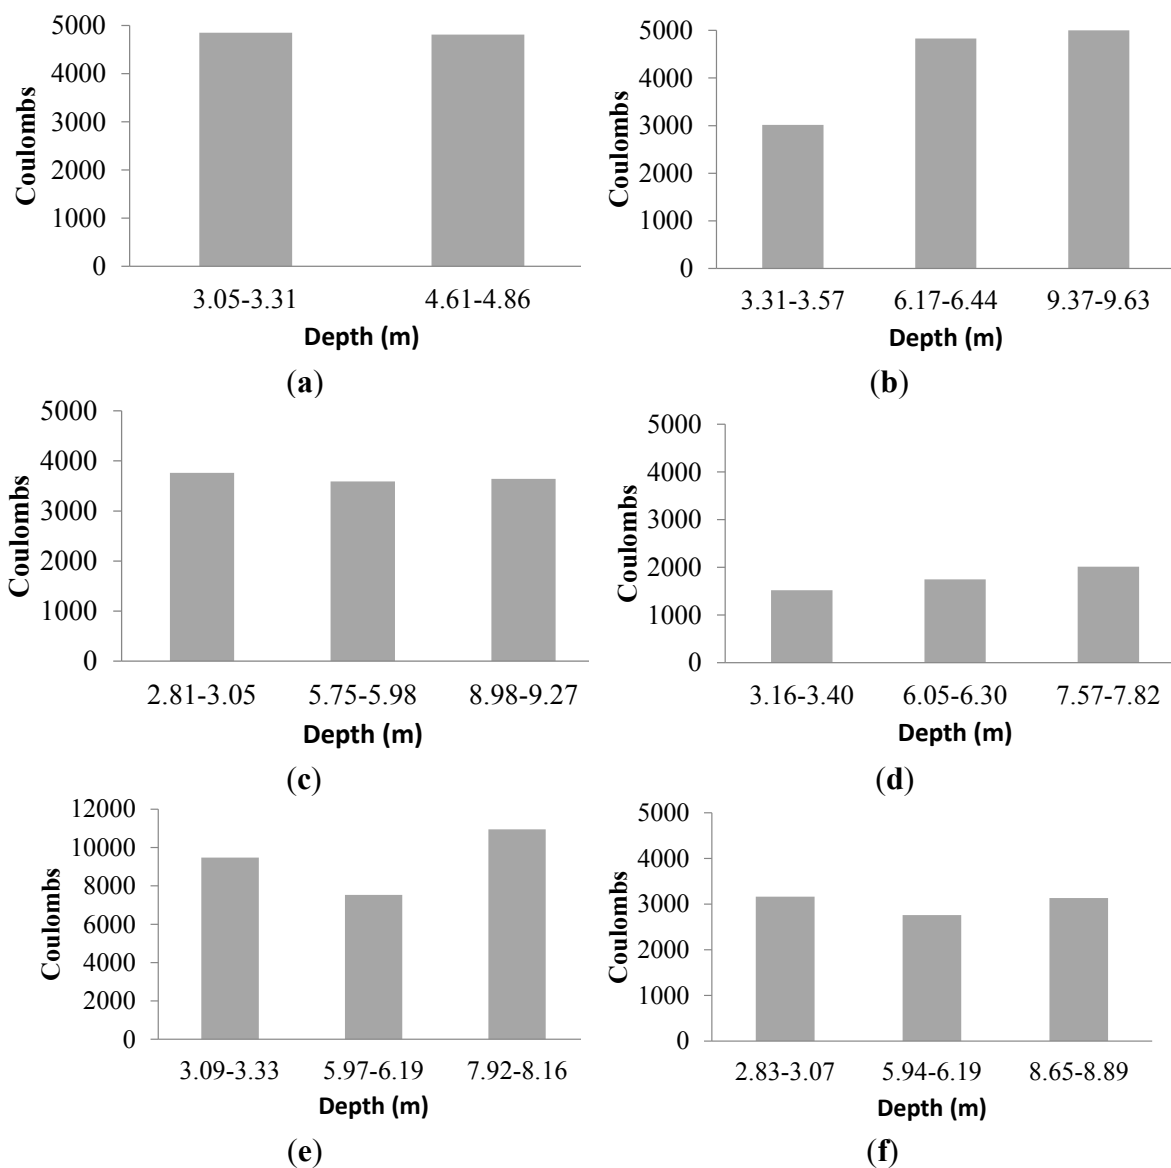 5000
4000
3000
2000
1000
0
Coulombs
3.05-3.31 4.61-4.86
Depth (m)
(a)
5000
4000
3000
2000
1000
0
Coulombs
3.31-3.57 6.17-6.44 9.37-9.63
Depth (m)
(b)
5000
4000
3000
2000
1000
0
Coulombs
2.81-3.05 5.75-5.98 8.98-9.27
Depth (m)
(c)
5000
4000
3000
2000
1000
0
Coulombs
3.16-3.40 6.05-6.30 7.57-7.82
Depth (m)
(d)
12000
10000
8000
6000
4000
2000
0
Coulombs
3.09-3.33 5.97-6.19 7.92-8.16
Depth (m)
(e)
5000
4000
3000
2000
1000
0
Coulombs
2.83-3.07 5.94-6.19 8.65-8.89
Depth (m)
(f)